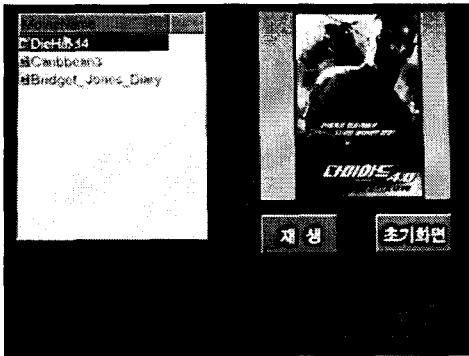 MovieName
DieHard4
Caribbean3
Bridget_Jones_Diary
다이하드 4.0
재 생
초기화면